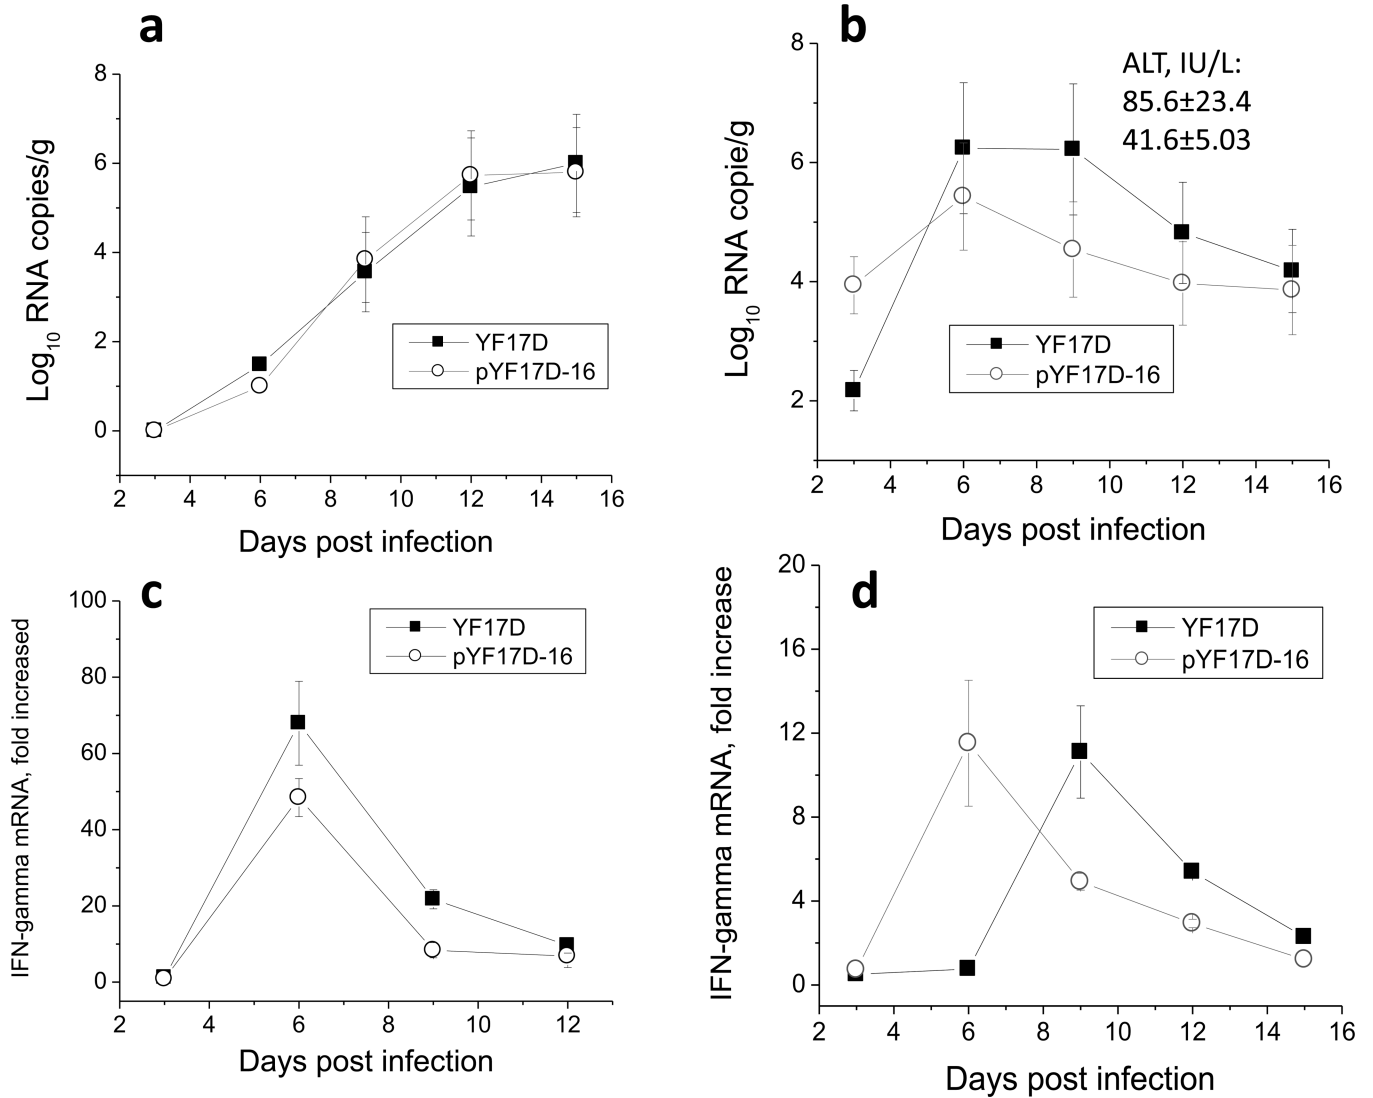 a
8
6
4
2
0
Log10 RNA copies/g
YF17D
pYF17D-16
2 4 6 8 10 12 14 16
Days post infection
b
ALT, IU/L:
85.6±23.4
41.6±5.03
8
6
4
2
Log10 RNA copie/g
YF17D
pYF17D-16
2 4 6 8 10 12 14 16
Days post infection
c
100
80
60
40
20
0
IFN-gamma mRNA, fold increased
YF17D
pYF17D-16
2 4 6 8 10 12
Days post infection
d
20
16
12
8
4
0
IFN-gamma mRNA, fold increase
YF17D
pYF17D-16
2 4 6 8 10 12 14 16
Days post infection